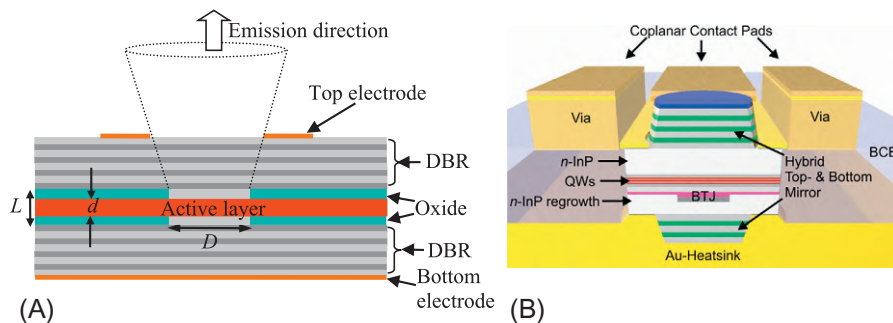 Emission direction
Top electrode
DBR
L
d
Active layer
Oxide
D
DBR
Bottom
electrode
(A)
Coplanar Contact Pads
Via
Via
BCB
n-InP
Hybrid
QWs
Top- & Bottom
Mirror
BTJ
n-InP regrowth
Au-Heatsink
(B)